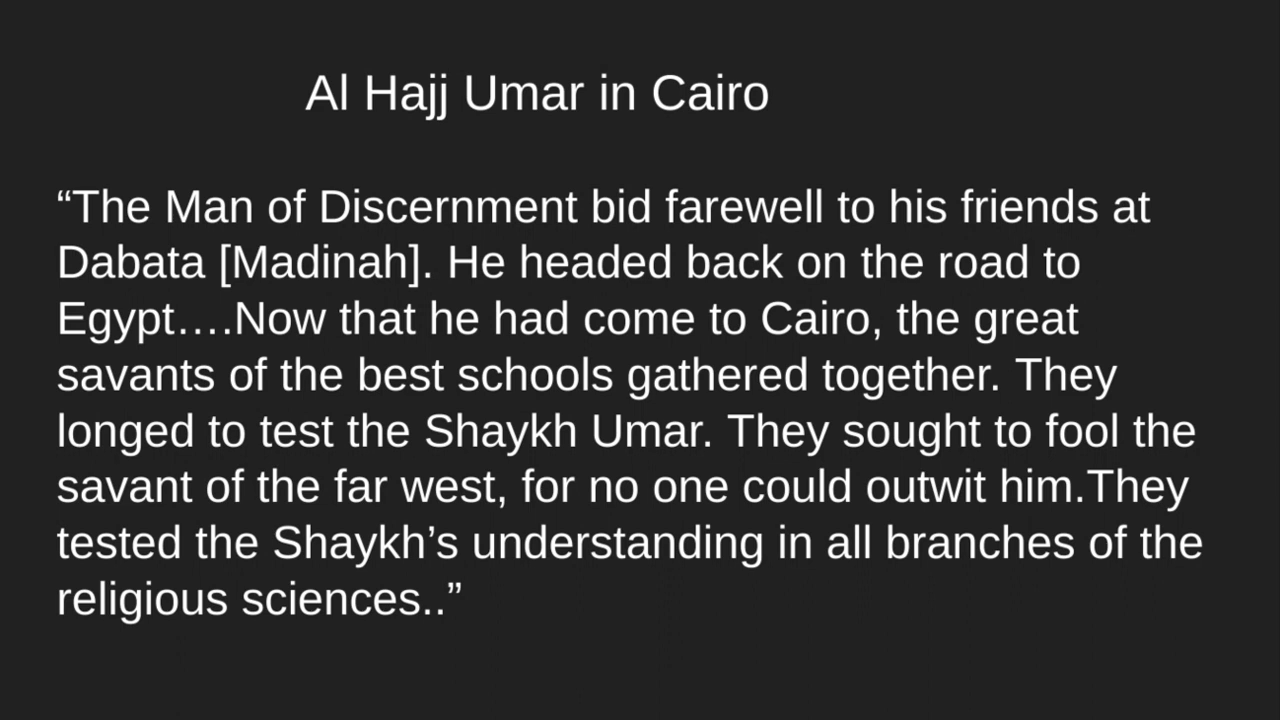 Al Hajj Umar in Cairo
“The Man of Discernment bid farewell to his friends at
Dabata [Madinah]. He headed back on the road to
Egypt….Now that he had come to Cairo, the great
savants of the best schools gathered together. They
longed to test the Shaykh Umar. They sought to fool the
savant of the far west, for no one could outwit him.They
tested the Shaykh’s understanding in all branches of the
religious sciences..”